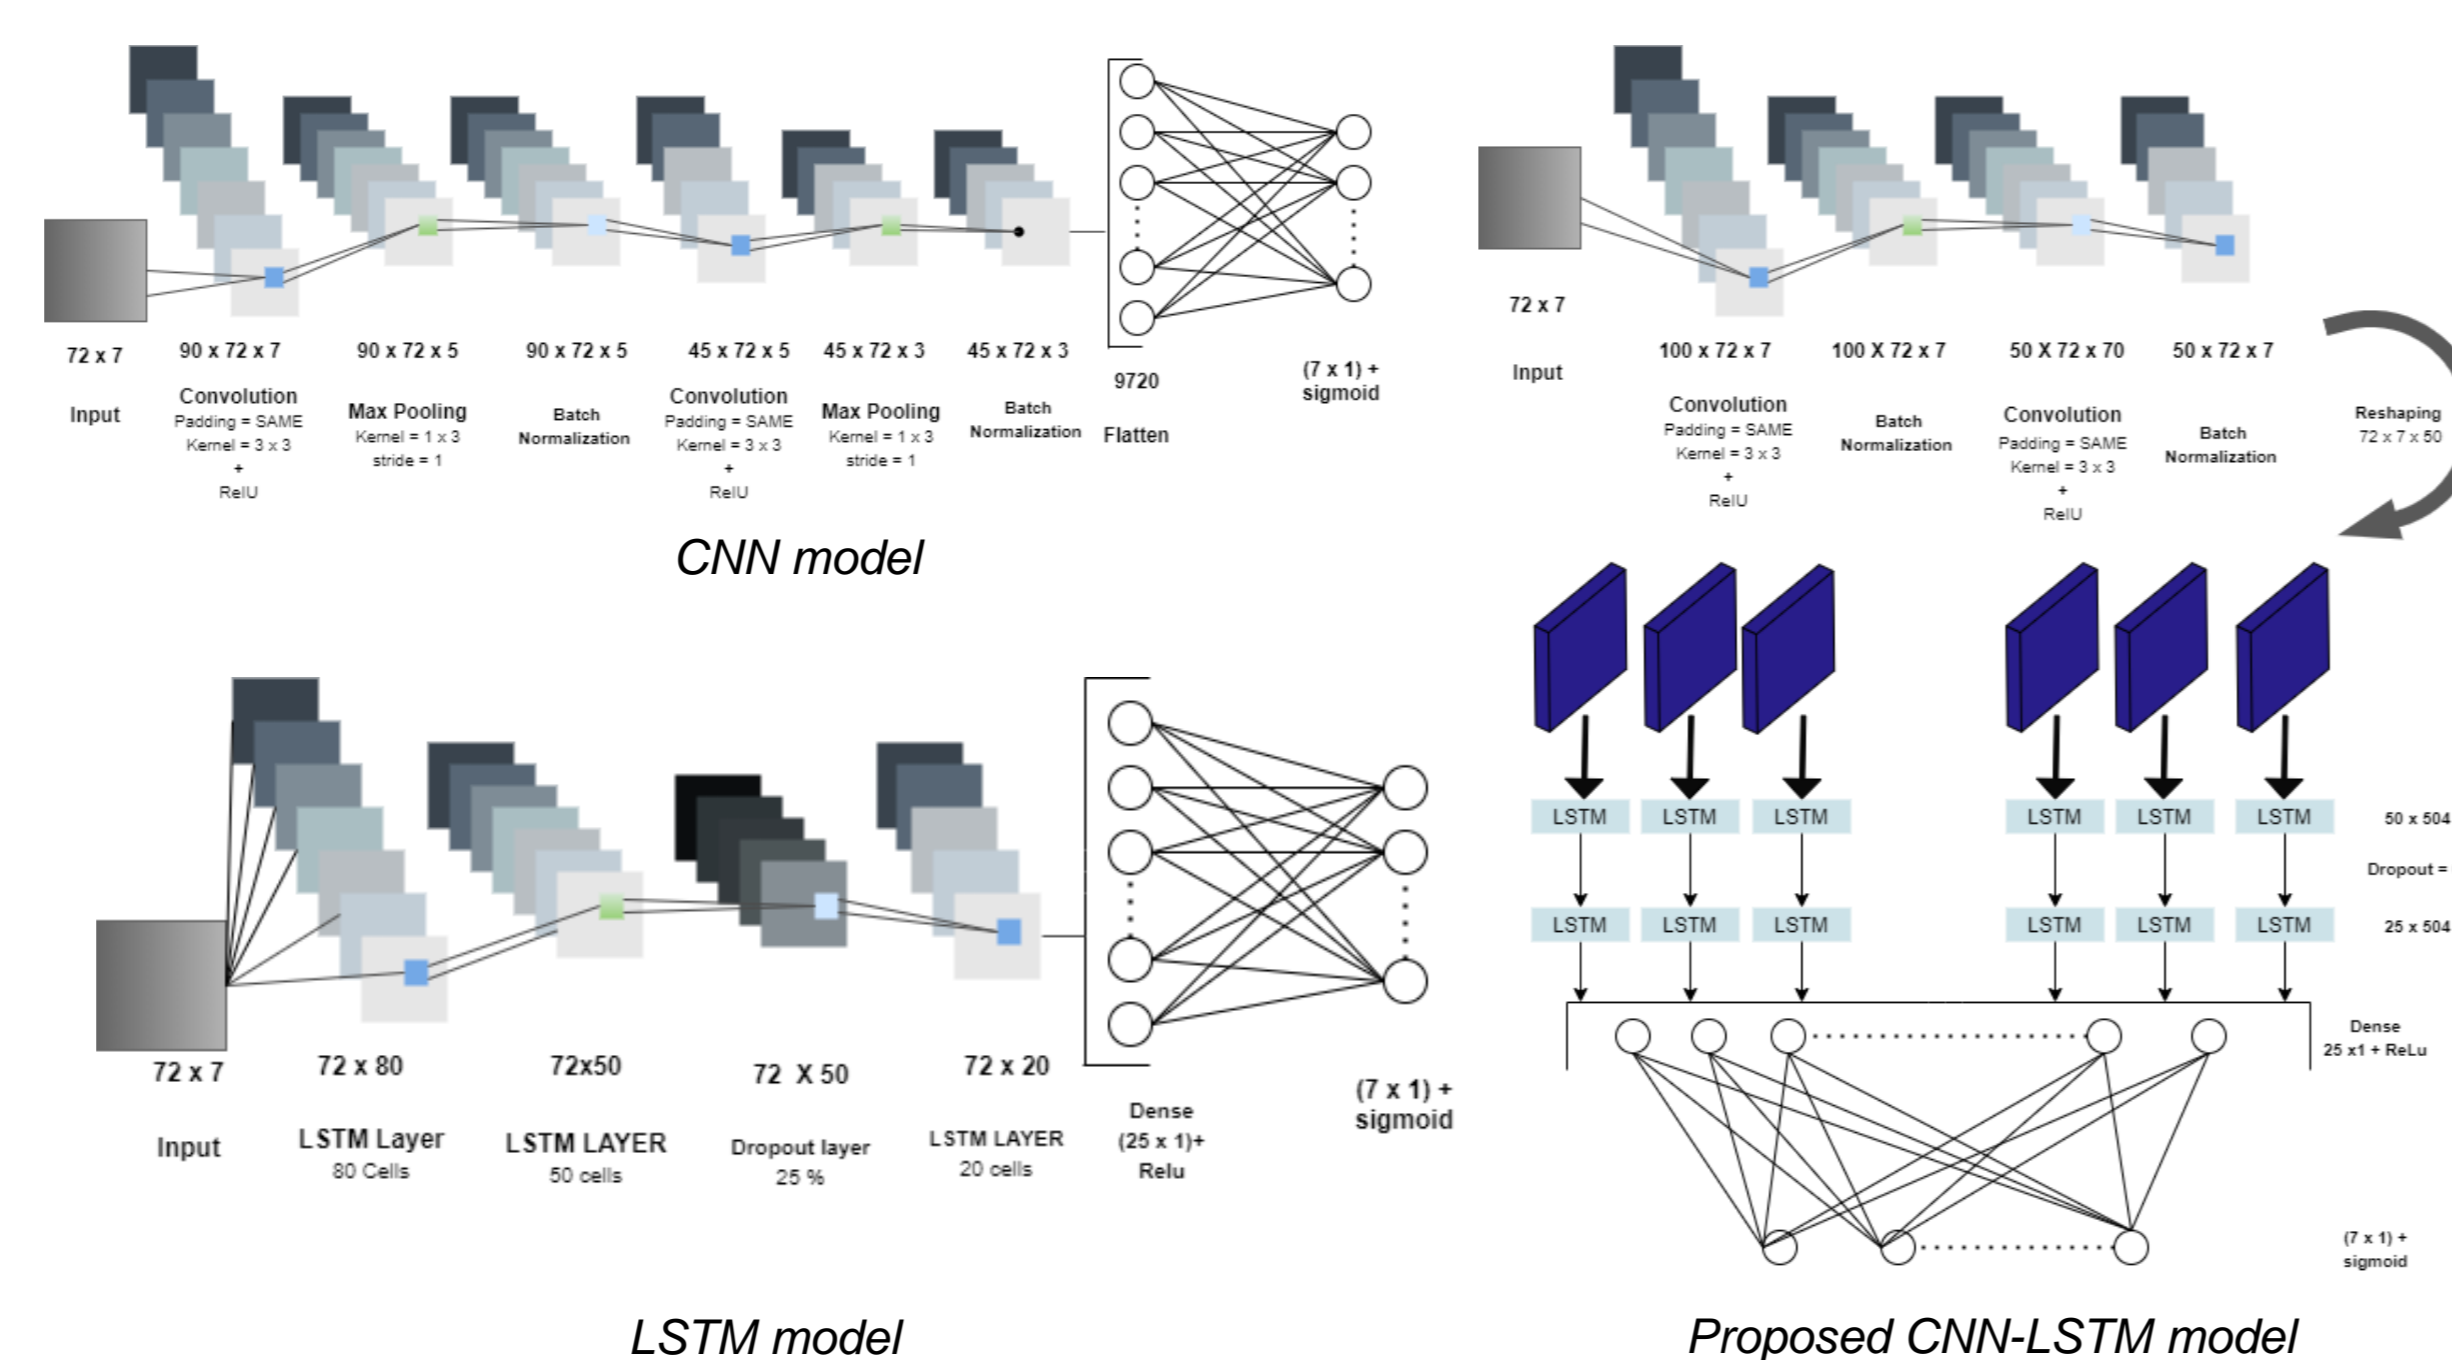 72 x 7
Input
90 x 72 x 7
Convolution
Padding = SAME
Kernel = 3 x 3
+
RelU
90 x 72 x 5
Max Pooling
Kernel = 1 x 3
stride = 1
90 x 72 x 5
Batch
Normalization
45 x 72 x 5
Convolution
Padding = SAME
Kernel = 3 x 3
+
RelU
45 x 72 x 3
Max Pooling
Kernel = 1 x 3
stride = 1
45 x 72 x 3
Batch
Normalization
9720
Flatten
(7 x 1) +
sigmoid
CNN model
72 x 7
Input
100 x 72 x 7
Convolution
Padding = SAME
Kernel = 3 x 3
+
RelU
100 X 72 x 7
Batch
Normalization
50 X 72 x 70
Convolution
Padding = SAME
Kernel = 3 x 3
+
RelU
50 x 72 x 7
Batch
Normalization
Reshaping
72 x 7 x 50
LSTM LSTM LSTM LSTM LSTM LSTM 50 x 504
Dropout =
LSTM LSTM LSTM LSTM LSTM LSTM 25 x 504
Dense
25 x1 + ReLu
(7 x 1) +
sigmoid
Proposed CNN-LSTM model
72 x 7
Input
72 x 80
LSTM Layer
80 Cells
72x50
LSTM LAYER
50 cells
72 X 50
Dropout layer
25 %
72 x 20
LSTM LAYER
20 cells
Dense
(25 x 1)+
Relu
(7 x 1) +
sigmoid
LSTM model